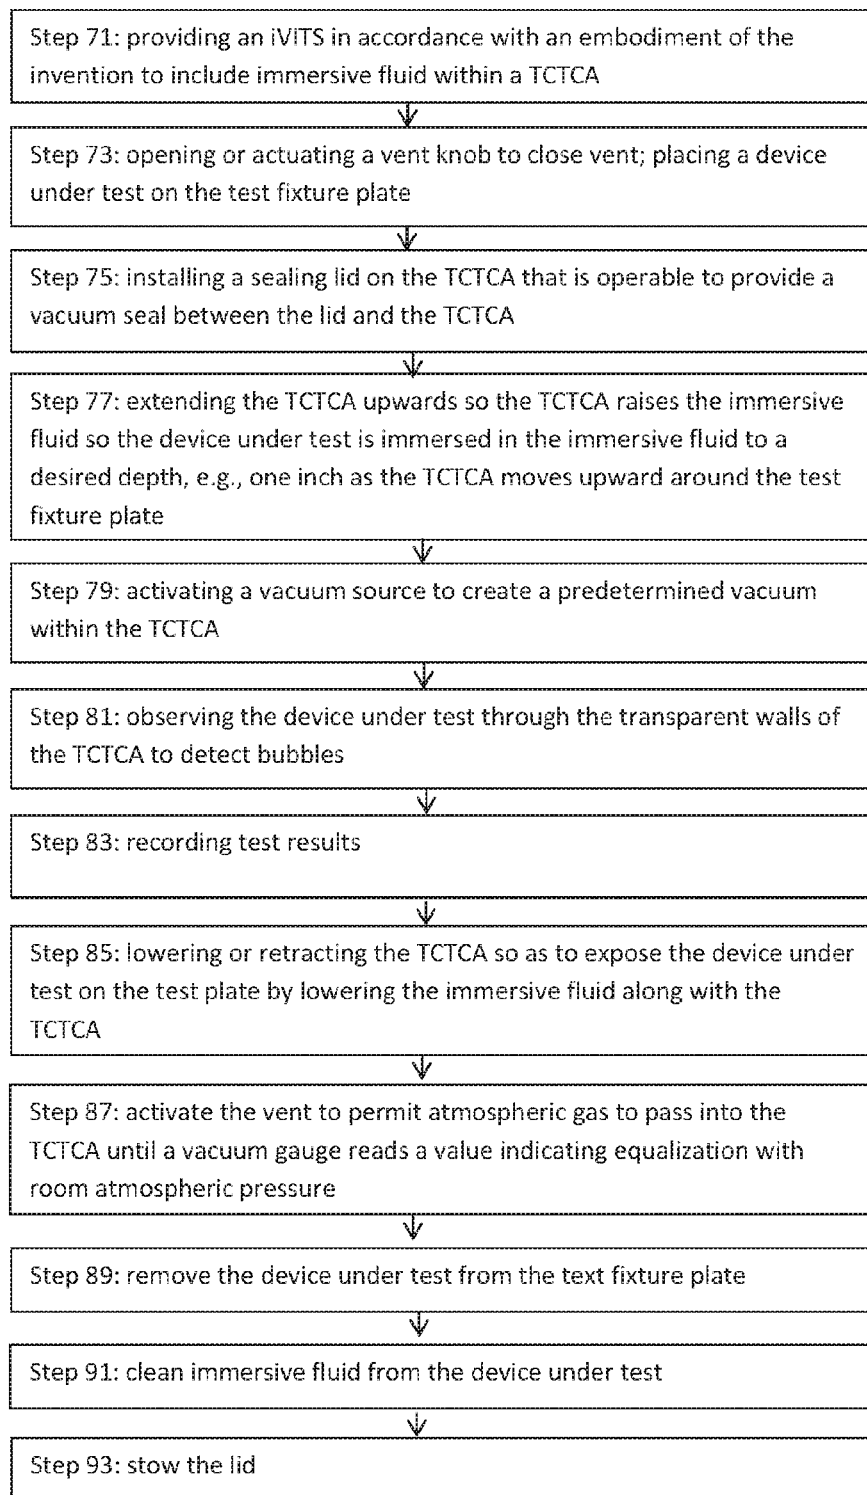 Step 71: providing an iVITS in accordance with an embodiment of the
invention to include immersive fluid within a TCTCA
Step 73: opening or actuating a vent knob to close vent; placing a device
under test on the test fixture plate
Step 75: installing a sealing lid on the TCTCA that is operable to provide a
vacuum seal between the lid and the TCTCA
Step 77: extending the TCTCA upwards so the TCTCA raises the immersive
fluid so the device under test is immersed in the immersive fluid to a
desired depth, e.g., one inch as the TCTCA moves upward around the test
fixture plate
Step 79: activating a vacuum source to create a predetermined vacuum
within the TCTCA
Step 81: observing the device under test through the transparent walls of
the TCTCA to detect bubbles
Step 83: recording test results
Step 85: lowering or retracting the TCTCA so as to expose the device under
test on the test plate by lowering the immersive fluid along with the
TCTCA
Step 87: activate the vent to permit atmospheric gas to pass into the
TCTCA until a vacuum gauge reads a value indicating equalization with
room atmospheric pressure
Step 89: remove the device under test from the text fixture plate
Step 91: clean immersive fluid from the device under test
Step 93: stow the lid